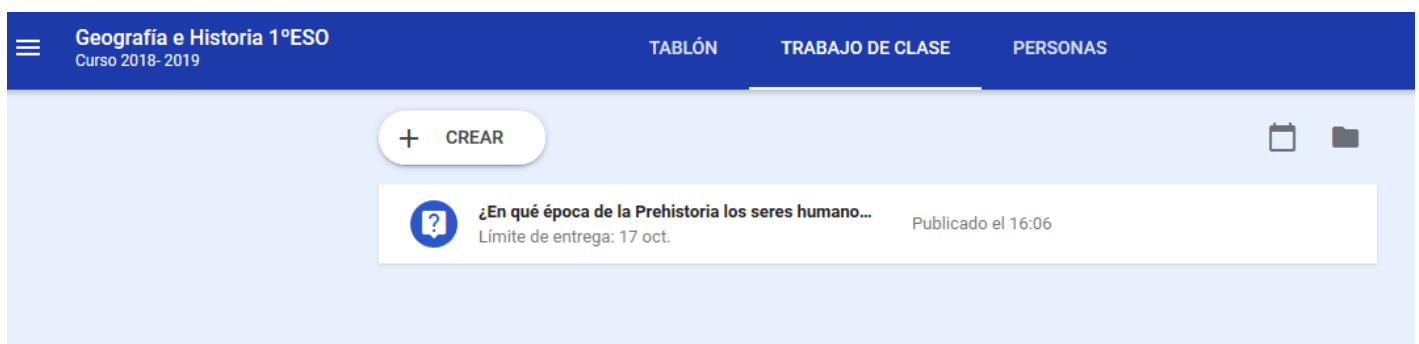 Geografía e Historia 1ºESO
Curso 2018- 2019
TABLÓN
TRABAJO DE CLASE
PERSONAS
CREAR
¿En qué época de la Prehistoria los seres humano...
Límite de entrega: 17 oct.
Publicado el 16:06